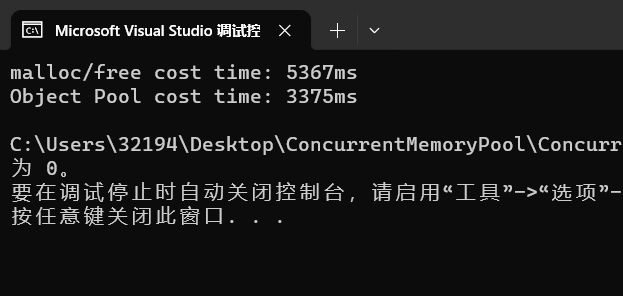 Microsoft Visual Studio 调试控
malloc/free cost time: 5367ms
Object Pool cost time: 3375ms
C:\Users\32194\Desktop\ConcurrentMemoryPool\Concurr
为 0。
要在调试停止时自动关闭控制台，请启用“工具”->“选项”-
按任意键关闭此窗口. . .